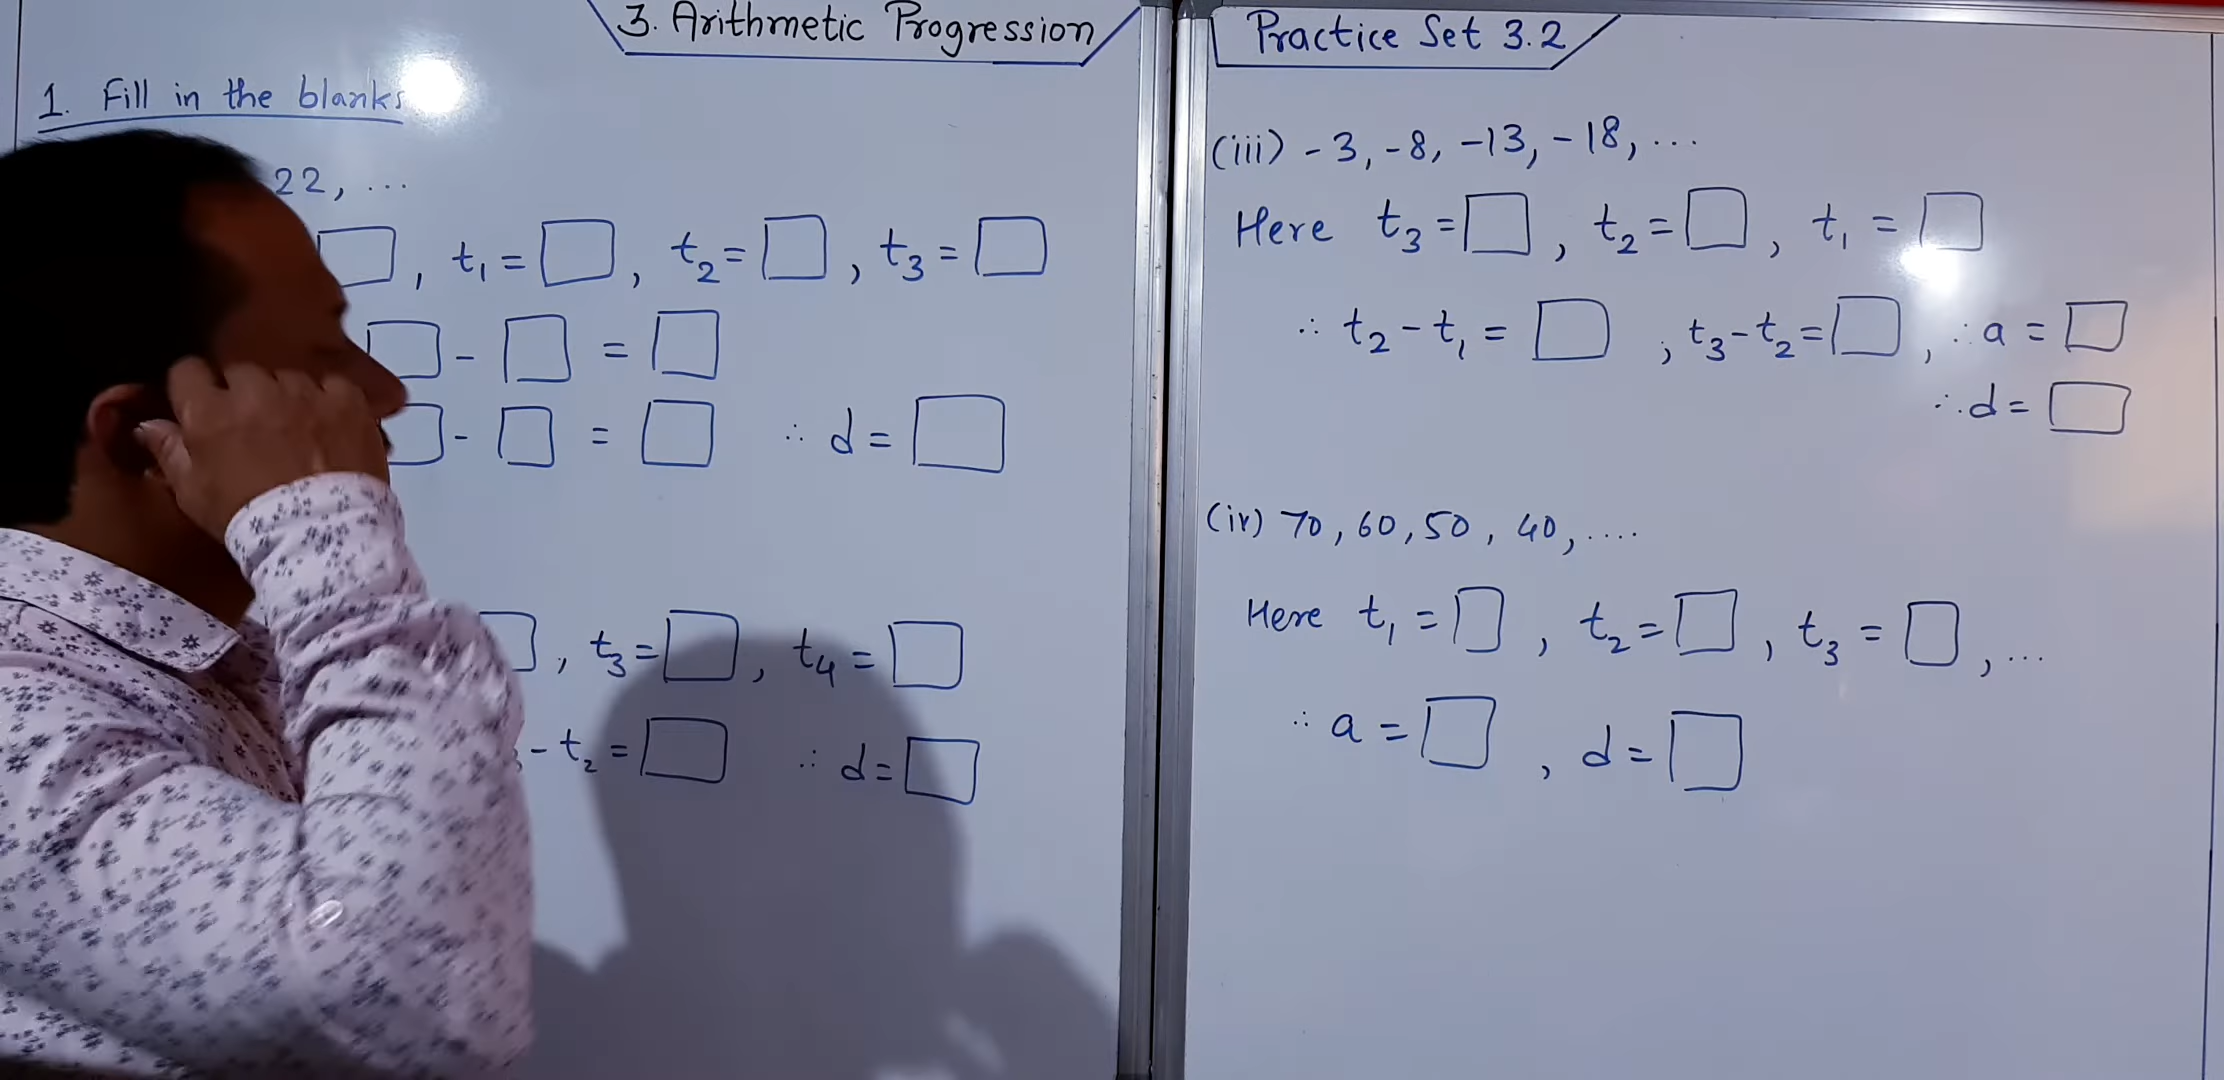 3. Arithmetic Progression
1. Fill in the blanks
22, ...
, t₁ = □, t₂ = □, t₃ = □
□ - □ = □
□ - □ = □ ∴ d = □
, t₃ = □, t₄ = □
- t₂ = □ ∴ d = □
Practice Set 3.2
(iii) -3, -8, -13, -18, ...
Here t₃ = □, t₂ = □, t₁ = □
∴ t₂ - t₁ = □, t₃ - t₂ = □, ∴ a = □
∴ d = □
(iv) 70, 60, 50, 40, ....
Here t₁ = □, t₂ = □, t₃ = □, ...
∴ a = □, d = □